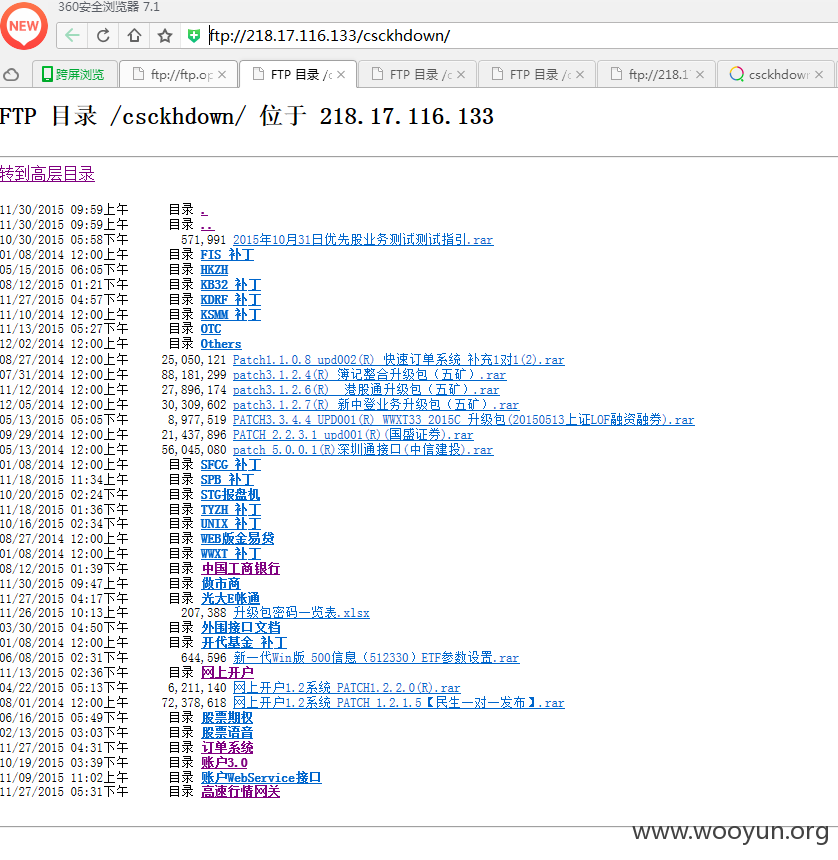 360安全浏览器 7.1
NEW
ftp://218.17.116.133/csckhdown/
跨屏浏览 ftp://ftp.op FTP 目录 /c FTP 目录 /c FTP 目录 /c ftp://218.1 csckhdown
FTP 目录 /csckhdown/ 位于 218.17.116.133
转到高层目录
11/30/2015 09:59上午 目录 .
11/30/2015 09:59上午 目录 ..
10/30/2015 05:58下午 571,991 2015年10月31日优先股业务测试测试指引.rar
01/08/2014 12:00上午 目录 FIS 补丁
05/15/2015 06:05下午 目录 HKZH
08/12/2015 01:21下午 目录 KB32 补丁
11/27/2015 04:57下午 目录 KDRF 补丁
11/10/2014 12:00上午 目录 KSMM 补丁
11/13/2015 05:27下午 目录 OTC
12/02/2014 12:00上午 目录 Others
08/27/2014 12:00上午 25,050,121 Patch1.1.0.8_upd002(R)_快速订单系统_补充1对1(2).rar
07/31/2014 12:00上午 88,181,299 patch3.1.2.4(R)_簿记整合升级包（五矿）.rar
11/12/2014 12:00上午 27,896,174 patch3.1.2.6(R)_ 港股通升级包（五矿）.rar
12/05/2014 12:00上午 30,309,602 patch3.1.2.7(R)_新中登业务升级包（五矿）.rar
05/13/2015 05:05下午 8,977,519 PATCH3.3.4.4_UPD001(R)_WWXT33_2015C_升级包(20150513上证LOF融资融券).rar
09/29/2014 12:00上午 21,437,896 PATCH_2.2.3.1_upd001(R)(国盛证券).rar
05/13/2014 12:00上午 56,045,080 patch_5.0.0.1(R)深圳通接口(中信建投).rar
01/08/2014 12:00上午 目录 SFCG 补丁
11/18/2015 11:34上午 目录 SPB 补丁
10/20/2015 02:24下午 目录 STG报盘机
11/18/2015 01:36下午 目录 TYZH 补丁
10/16/2015 02:34下午 目录 UNIX 补丁
08/27/2014 12:00上午 目录 WEB版金易贷
01/08/2014 12:00上午 目录 WWXT 补丁
08/12/2015 01:39下午 目录 中国工商银行
11/30/2015 09:47上午 目录 做市商
11/27/2015 04:17下午 目录 光大E帐通
11/26/2015 10:13上午 207,388 升级包密码一览表.xlsx
03/30/2015 04:50下午 目录 外围接口文档
01/08/2014 12:00上午 目录 开代基金 补丁
06/08/2015 02:31下午 644,596 新一代Win版_500信息（512330）ETF参数设置.rar
11/13/2015 02:36下午 目录 网上开户
04/22/2015 05:13下午 6,211,140 网上开户1.2系统_PATCH1.2.2.0(R).rar
08/01/2014 12:00上午 72,378,618 网上开户1.2系统_PATCH_1.2.1.5【民生一对一发布】.rar
06/16/2015 05:49下午 目录 股票期权
02/13/2015 03:03下午 目录 股票语音
11/27/2015 04:31下午 目录 订单系统
10/19/2015 03:39下午 目录 账户3.0
11/09/2015 11:02上午 目录 账户WebService接口
11/27/2015 05:31下午 目录 高速行情网关
www.wooyun.org